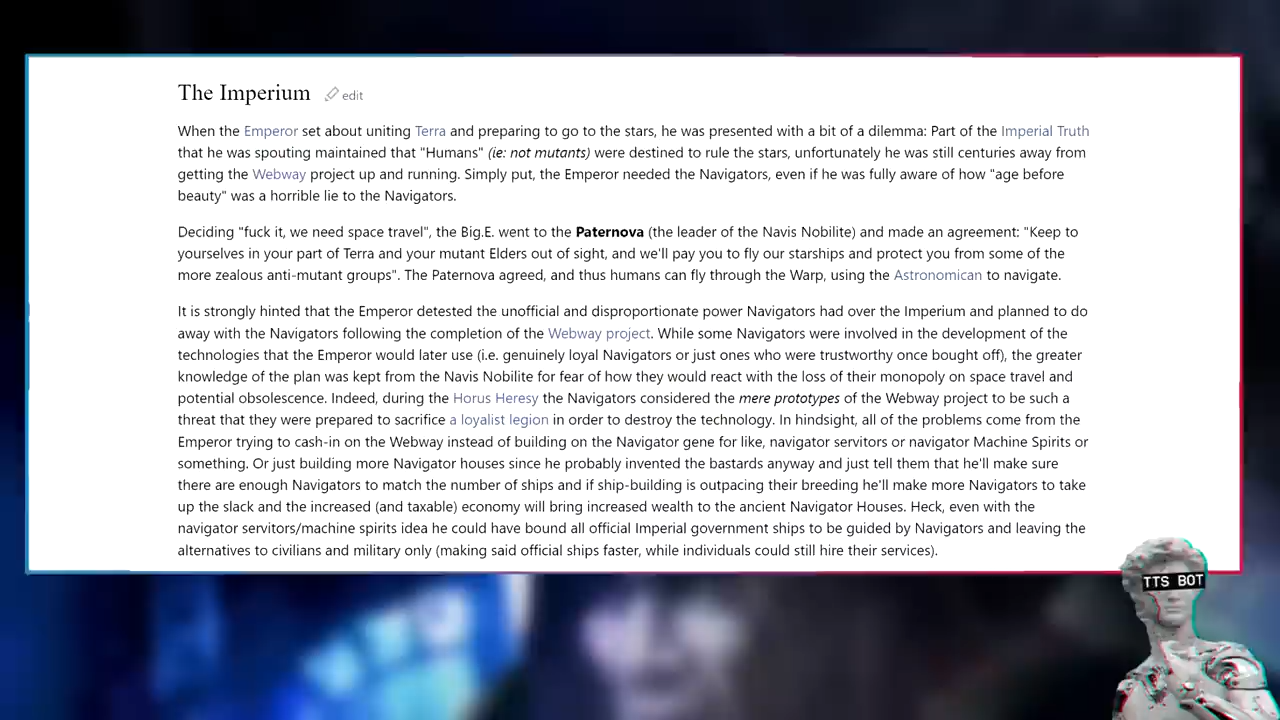 The Imperium edit
When the Emperor set about uniting Terra and preparing to go to the stars, he was presented with a bit of a dilemma: Part of the Imperial Truth
that he was spouting maintained that "Humans" (ie: not mutants) were destined to rule the stars, unfortunately he was still centuries away from
getting the Webway project up and running. Simply put, the Emperor needed the Navigators, even if he was fully aware of how "age before
beauty" was a horrible lie to the Navigators.
Deciding "fuck it, we need space travel", the Big.E. went to the Paternova (the leader of the Navis Nobilite) and made an agreement: "Keep to
yourselves in your part of Terra and your mutant Elders out of sight, and we'll pay you to fly our starships and protect you from some of the
more zealous anti-mutant groups". The Paternova agreed, and thus humans can fly through the Warp, using the Astronomican to navigate.
It is strongly hinted that the Emperor detested the unofficial and disproportionate power Navigators had over the Imperium and planned to do
away with the Navigators following the completion of the Webway project. While some Navigators were involved in the development of the
technologies that the Emperor would later use (i.e. genuinely loyal Navigators or just ones who were trustworthy once bought off), the greater
knowledge of the plan was kept from the Navis Nobilite for fear of how they would react with the loss of their monopoly on space travel and
potential obsolescence. Indeed, during the Horus Heresy the Navigators considered the mere prototypes of the Webway project to be such a
threat that they were prepared to sacrifice a loyalist legion in order to destroy the technology. In hindsight, all of the problems come from the
Emperor trying to cash-in on the Webway instead of building on the Navigator gene for like, navigator servitors or navigator Machine Spirits or
something. Or just building more Navigator houses since he probably invented the bastards anyway and just tell them that he'll make sure
there are enough Navigators to match the number of ships and if ship-building is outpacing their breeding he'll make more Navigators to take
up the slack and the increased (and taxable) economy will bring increased wealth to the ancient Navigator Houses. Heck, even with the
navigator servitors/machine spirits idea he could have bound all official Imperial government ships to be guided by Navigators and leaving the
alternatives to civilians and military only (making said official ships faster, while individuals could still hire their services).
TTS BOT